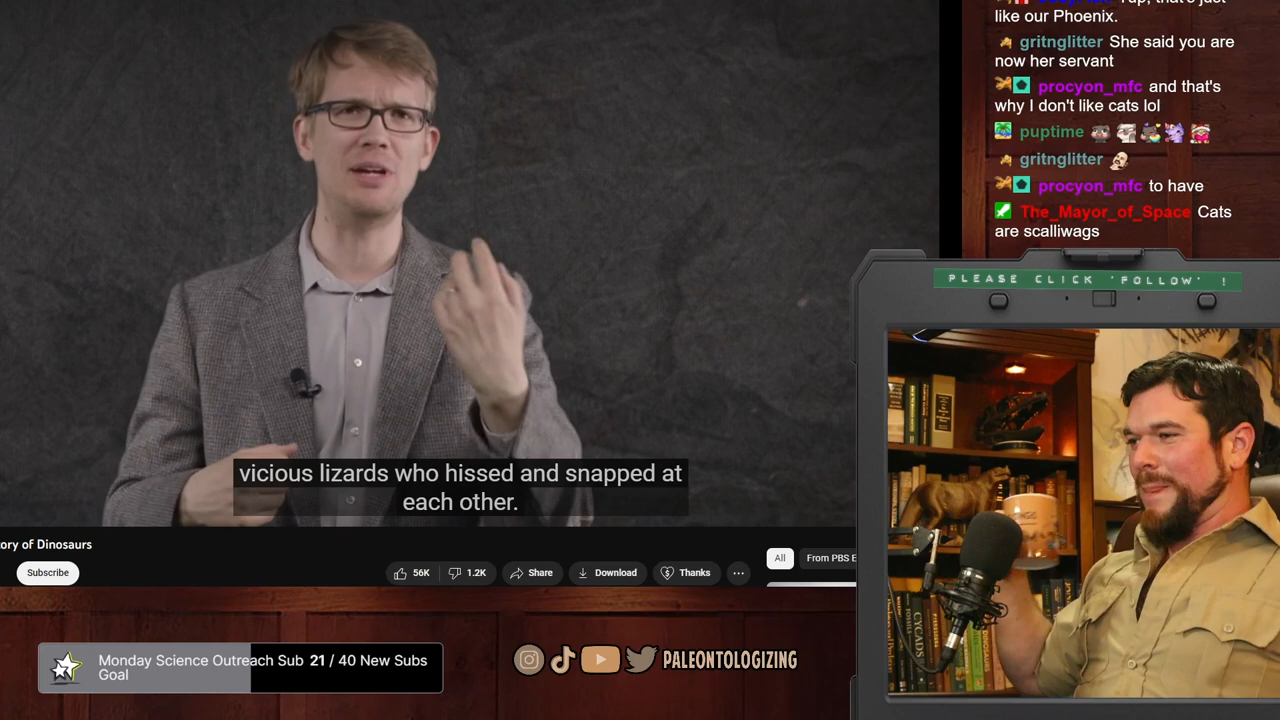 Yup, that's just
like our Phoenix.
gritnglitter She said you are
now her servant
procyon_mfc and that's
why I don't like cats lol
puptime
gritnglitter
procyon_mfc to have
The_Mayor_of_Space Cats
are scalliwags
PLEASE CLICK 'FOLLOW' !
vicious lizards who hissed and snapped at
each other.
tory of Dinosaurs
Subscribe
56K
1.2K
Share
Download
Thanks
All
From PBS E
Monday Science Outreach Sub
Goal
21 / 40 New Subs
PALEONTOLOGIZING
CYCADS